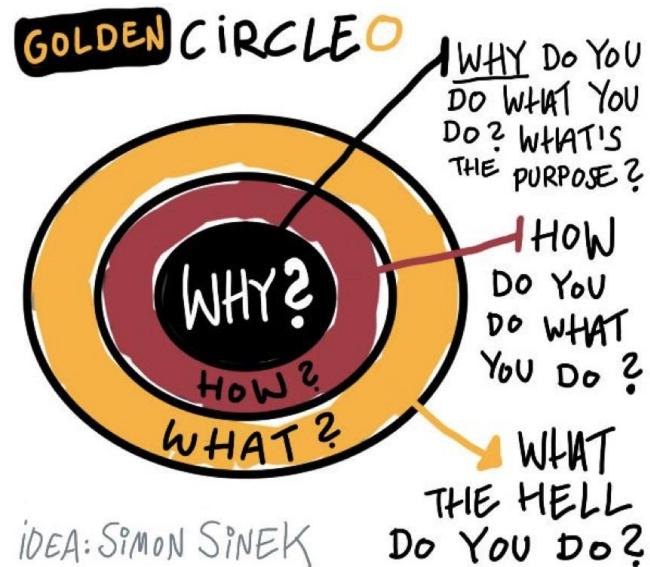 GOLDEN CiRCLE
WHY DO YOU
DO WHAT YOU
DO? WHAT'S
THE PURPOSE?
WHY?
HOW?
WHAT?
HOW
DO YOU
DO WHAT
YOU DO?
WHAT
THE HELL
DO YOU DO?
iDEA: SiMON SiNEK